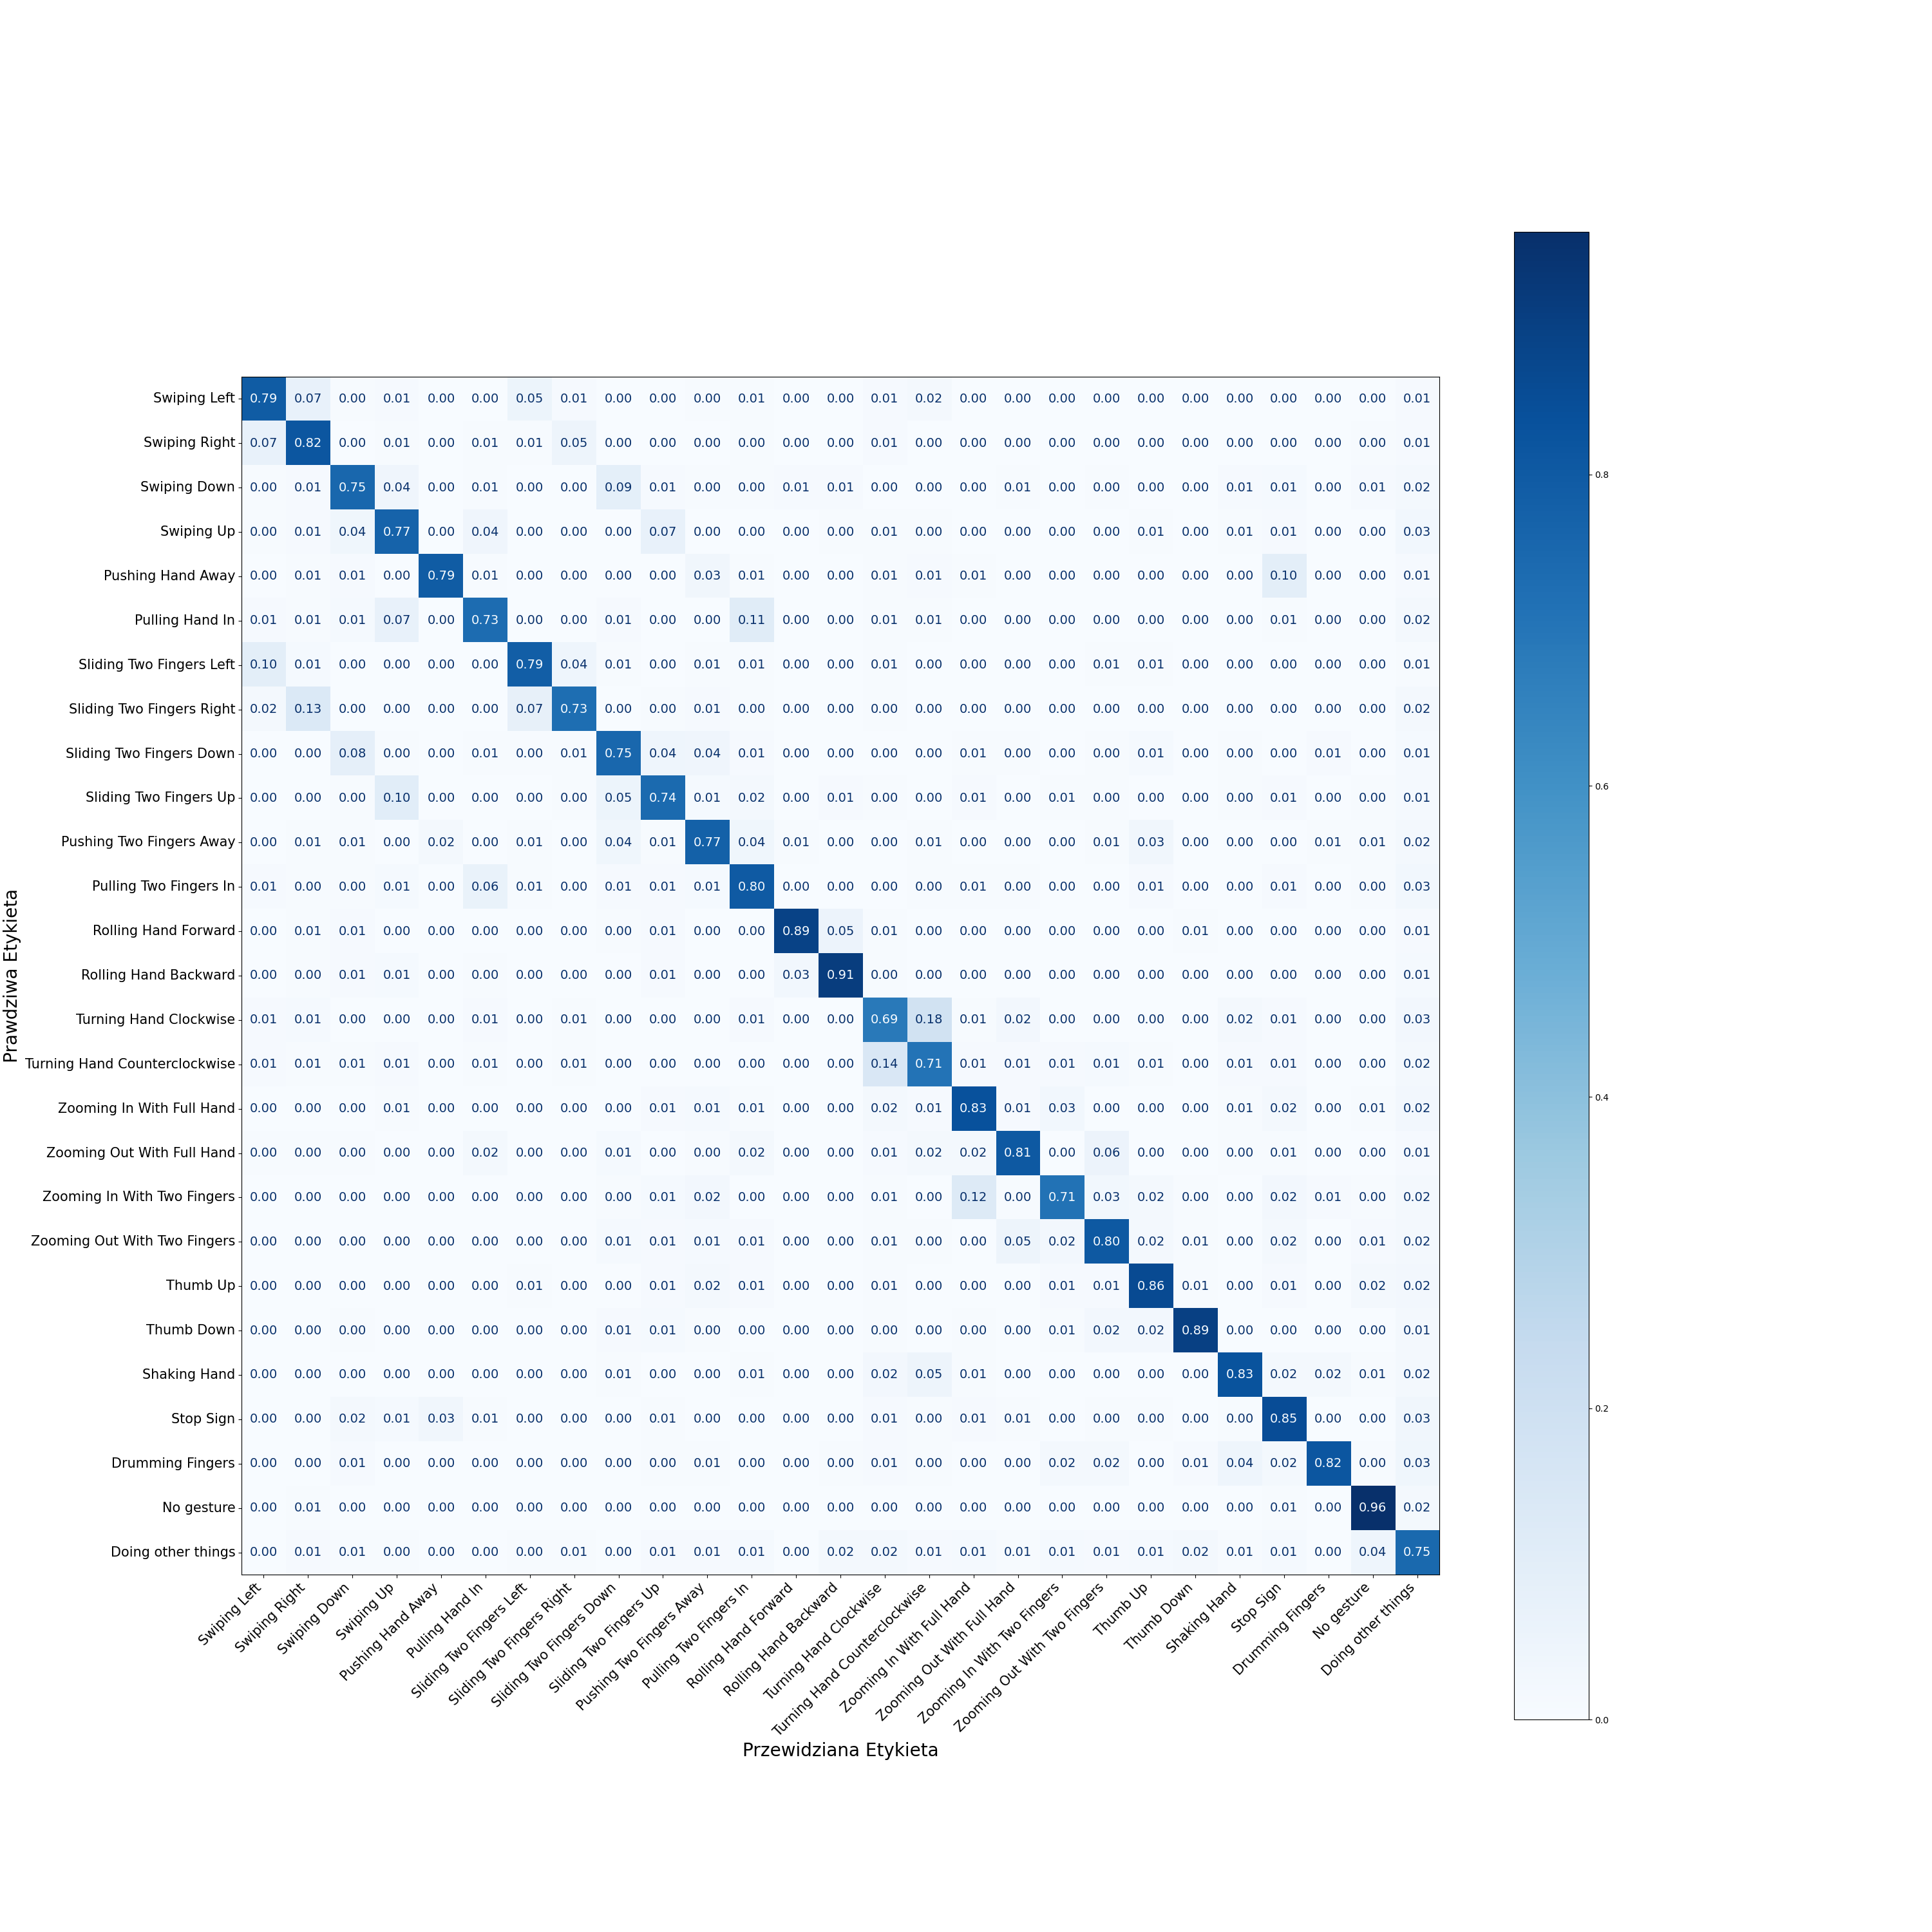 Swiping Left 0.79 0.07 0.00 0.01 0.00 0.00 0.05 0.01 0.00 0.00 0.00 0.01 0.00 0.00 0.01 0.02 0.00 0.00 0.00 0.00 0.00 0.00 0.00 0.00 0.00 0.00 0.01
Swiping Right 0.07 0.82 0.00 0.01 0.00 0.01 0.01 0.05 0.00 0.00 0.00 0.00 0.00 0.00 0.01 0.00 0.00 0.00 0.00 0.00 0.00 0.00 0.00 0.00 0.00 0.00 0.01
Swiping Down 0.00 0.01 0.75 0.04 0.00 0.01 0.00 0.00 0.09 0.01 0.00 0.00 0.01 0.01 0.00 0.00 0.00 0.01 0.00 0.00 0.00 0.00 0.01 0.01 0.00 0.01 0.02
Swiping Up 0.00 0.01 0.04 0.77 0.00 0.04 0.00 0.00 0.00 0.07 0.00 0.00 0.00 0.00 0.01 0.00 0.00 0.00 0.00 0.00 0.01 0.00 0.01 0.01 0.00 0.00 0.03
Pushing Hand Away 0.00 0.01 0.01 0.00 0.79 0.01 0.00 0.00 0.00 0.00 0.03 0.01 0.00 0.00 0.01 0.01 0.01 0.00 0.00 0.00 0.00 0.00 0.00 0.10 0.00 0.00 0.01
Pulling Hand In 0.01 0.01 0.01 0.07 0.00 0.73 0.00 0.00 0.01 0.00 0.00 0.11 0.00 0.00 0.01 0.01 0.00 0.00 0.00 0.00 0.00 0.00 0.00 0.01 0.00 0.00 0.02
Sliding Two Fingers Left 0.10 0.01 0.00 0.00 0.00 0.00 0.79 0.04 0.01 0.00 0.01 0.01 0.00 0.00 0.01 0.00 0.00 0.00 0.00 0.01 0.01 0.00 0.00 0.00 0.00 0.00 0.01
Sliding Two Fingers Right 0.02 0.13 0.00 0.00 0.00 0.00 0.07 0.73 0.00 0.00 0.01 0.00 0.00 0.00 0.00 0.00 0.00 0.00 0.00 0.00 0.00 0.00 0.00 0.00 0.00 0.00 0.02
Sliding Two Fingers Down 0.00 0.00 0.08 0.00 0.00 0.01 0.00 0.01 0.75 0.04 0.04 0.01 0.00 0.00 0.00 0.00 0.01 0.00 0.00 0.00 0.01 0.00 0.00 0.00 0.01 0.00 0.01
Sliding Two Fingers Up 0.00 0.00 0.00 0.10 0.00 0.00 0.00 0.00 0.05 0.74 0.01 0.02 0.00 0.01 0.00 0.00 0.01 0.00 0.01 0.00 0.00 0.00 0.00 0.01 0.00 0.00 0.01
Pushing Two Fingers Away 0.00 0.01 0.01 0.00 0.02 0.00 0.01 0.00 0.04 0.01 0.77 0.04 0.01 0.00 0.00 0.01 0.00 0.00 0.00 0.01 0.03 0.00 0.00 0.00 0.01 0.01 0.02
Pulling Two Fingers In 0.01 0.00 0.00 0.01 0.00 0.06 0.01 0.00 0.01 0.01 0.01 0.80 0.00 0.00 0.00 0.00 0.01 0.00 0.00 0.00 0.01 0.00 0.00 0.01 0.00 0.00 0.03
Rolling Hand Forward 0.00 0.01 0.01 0.00 0.00 0.00 0.00 0.00 0.00 0.01 0.00 0.00 0.89 0.05 0.01 0.00 0.00 0.00 0.00 0.00 0.00 0.01 0.00 0.00 0.00 0.00 0.01
Rolling Hand Backward 0.00 0.00 0.01 0.01 0.00 0.00 0.00 0.00 0.00 0.01 0.00 0.00 0.03 0.91 0.00 0.00 0.00 0.00 0.00 0.00 0.00 0.00 0.00 0.00 0.00 0.00 0.01
Turning Hand Clockwise 0.01 0.01 0.00 0.00 0.00 0.01 0.00 0.01 0.00 0.00 0.00 0.01 0.00 0.00 0.69 0.18 0.01 0.02 0.00 0.00 0.00 0.00 0.02 0.01 0.00 0.00 0.03
Turning Hand Counterclockwise 0.01 0.01 0.01 0.01 0.00 0.01 0.00 0.01 0.00 0.00 0.00 0.00 0.00 0.00 0.14 0.71 0.01 0.01 0.01 0.01 0.01 0.00 0.01 0.01 0.00 0.00 0.02
Zooming In With Full Hand 0.00 0.00 0.00 0.01 0.00 0.00 0.00 0.00 0.00 0.01 0.01 0.01 0.00 0.00 0.02 0.01 0.83 0.01 0.03 0.00 0.00 0.00 0.01 0.02 0.00 0.01 0.02
Zooming Out With Full Hand 0.00 0.00 0.00 0.00 0.00 0.02 0.00 0.00 0.01 0.00 0.00 0.02 0.00 0.00 0.01 0.02 0.02 0.81 0.00 0.06 0.00 0.00 0.00 0.01 0.00 0.00 0.01
Zooming In With Two Fingers 0.00 0.00 0.00 0.00 0.00 0.00 0.00 0.00 0.00 0.01 0.02 0.00 0.00 0.00 0.01 0.00 0.12 0.00 0.71 0.03 0.02 0.00 0.00 0.02 0.01 0.00 0.02
Zooming Out With Two Fingers 0.00 0.00 0.00 0.00 0.00 0.00 0.00 0.00 0.01 0.01 0.01 0.01 0.00 0.00 0.01 0.00 0.00 0.05 0.02 0.80 0.02 0.01 0.00 0.02 0.00 0.01 0.02
Thumb Up 0.00 0.00 0.00 0.00 0.00 0.00 0.01 0.00 0.00 0.01 0.02 0.01 0.00 0.00 0.01 0.00 0.00 0.00 0.01 0.01 0.86 0.01 0.00 0.01 0.00 0.02 0.02
Thumb Down 0.00 0.00 0.00 0.00 0.00 0.00 0.00 0.00 0.01 0.01 0.00 0.00 0.00 0.00 0.00 0.00 0.00 0.00 0.01 0.02 0.02 0.89 0.00 0.00 0.00 0.00 0.01
Shaking Hand 0.00 0.00 0.00 0.00 0.00 0.00 0.00 0.00 0.01 0.00 0.00 0.01 0.00 0.00 0.02 0.05 0.01 0.00 0.00 0.00 0.00 0.00 0.83 0.02 0.02 0.01 0.02
Stop Sign 0.00 0.00 0.02 0.01 0.03 0.01 0.00 0.00 0.00 0.01 0.00 0.00 0.00 0.00 0.01 0.00 0.01 0.01 0.00 0.00 0.00 0.00 0.00 0.85 0.00 0.00 0.03
Drumming Fingers 0.00 0.00 0.01 0.00 0.00 0.00 0.00 0.00 0.00 0.00 0.01 0.00 0.00 0.00 0.01 0.00 0.00 0.00 0.02 0.02 0.00 0.01 0.04 0.02 0.82 0.00 0.03
No gesture 0.00 0.01 0.00 0.00 0.00 0.00 0.00 0.00 0.00 0.00 0.00 0.00 0.00 0.00 0.00 0.00 0.00 0.00 0.00 0.00 0.00 0.00 0.00 0.01 0.00 0.96 0.02
Doing other things 0.00 0.01 0.01 0.00 0.00 0.00 0.00 0.01 0.00 0.01 0.01 0.01 0.00 0.02 0.02 0.01 0.01 0.01 0.01 0.01 0.01 0.02 0.01 0.01 0.00 0.04 0.75
Prawdziwa Etykieta
Swiping Left
Swiping Right
Swiping Down
Swiping Up
Pushing Hand Away
Pulling Hand In
Sliding Two Fingers Left
Sliding Two Fingers Right
Sliding Two Fingers Down
Sliding Two Fingers Up
Pushing Two Fingers Away
Pulling Two Fingers In
Rolling Hand Forward
Rolling Hand Backward
Turning Hand Clockwise
Turning Hand Counterclockwise
Zooming In With Full Hand
Zooming Out With Full Hand
Zooming In With Two Fingers
Zooming Out With Two Fingers
Thumb Up
Thumb Down
Shaking Hand
Stop Sign
Drumming Fingers
No gesture
Doing other things
Przewidziana Etykieta
0.8
0.6
0.4
0.2
0.0